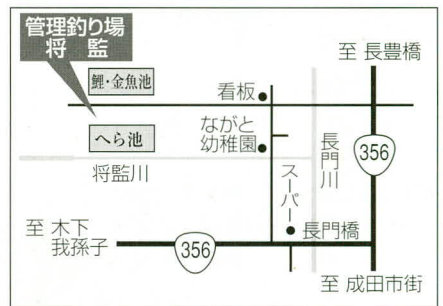 管理釣り場
将監
鯉・金魚池
へら池
将監川
看板
ながと
幼稚園
スーパー
長門川
至 長豊橋
356
長門橋
至 木下
我孫子
356
至 成田市街